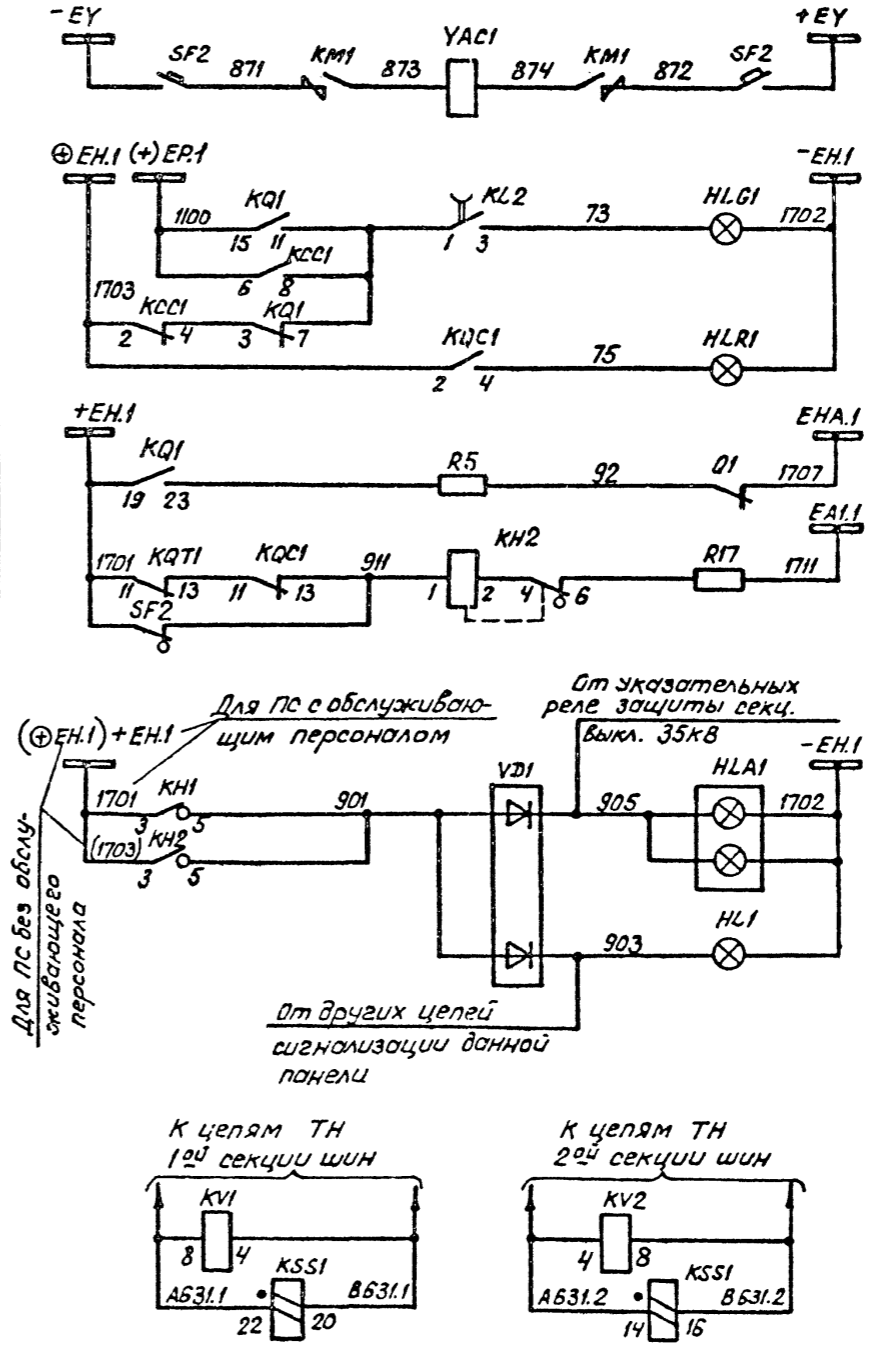 - EY
+ EY
SF2 871 KM1 873 YAC1 874 KM1 872 SF2
⊕ EH.1 (+) EP.1
- EH.1
1100 KQ1 15 11 KL2 1 3 73 HLG1 1702
KCC1 6 8
1703 KCC1 2 4 KQ1 3 7
KQC1 2 4 75 HLR1
+EH.1
EHA.1
KQ1 19 23 R5 92 Q1 1707
EA1.1
1701 KQT1 11 13 KQC1 11 13 911 KH2 1 2 4 6 R17 1711
SF2
Для ПС с обслуживаю-
щим персоналом
От указательных
реле защиты секц.
выкл. 35кВ
(⊕EH.1) + EH.1
- EH.1
1701 KH1 3 5 901 VD1 905 HLA1 1702
(1703) KH2 3 5
903 HL1
Для ПС без обслу-
живающего
персонала
От других цепей
сигнализации данной
панели
К цепям ТН
1ой секции шин
KV1
8 4
A631.1 KSS1 B631.1
22 20
К цепям ТН
2ой секции шин
KV2
4 8
A631.2 KSS1 B631.2
14 16